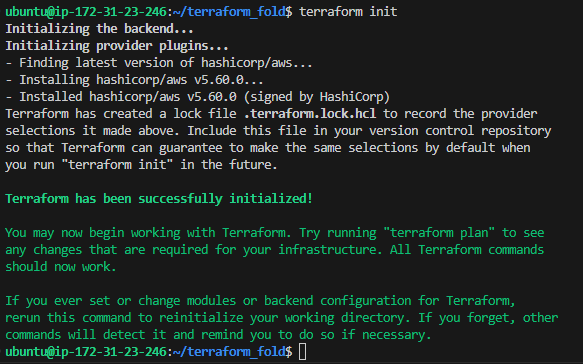 ubuntu@ip-172-31-23-246:~/terraform_fold$ terraform init
Initializing the backend...
Initializing provider plugins...
- Finding latest version of hashicorp/aws...
- Installing hashicorp/aws v5.60.0...
- Installed hashicorp/aws v5.60.0 (signed by HashiCorp)
Terraform has created a lock file .terraform.lock.hcl to record the provider
selections it made above. Include this file in your version control repository
so that Terraform can guarantee to make the same selections by default when
you run "terraform init" in the future.
Terraform has been successfully initialized!
You may now begin working with Terraform. Try running "terraform plan" to see
any changes that are required for your infrastructure. All Terraform commands
should now work.
If you ever set or change modules or backend configuration for Terraform,
rerun this command to reinitialize your working directory. If you forget, other
commands will detect it and remind you to do so if necessary.
ubuntu@ip-172-31-23-246:~/terraform_fold$